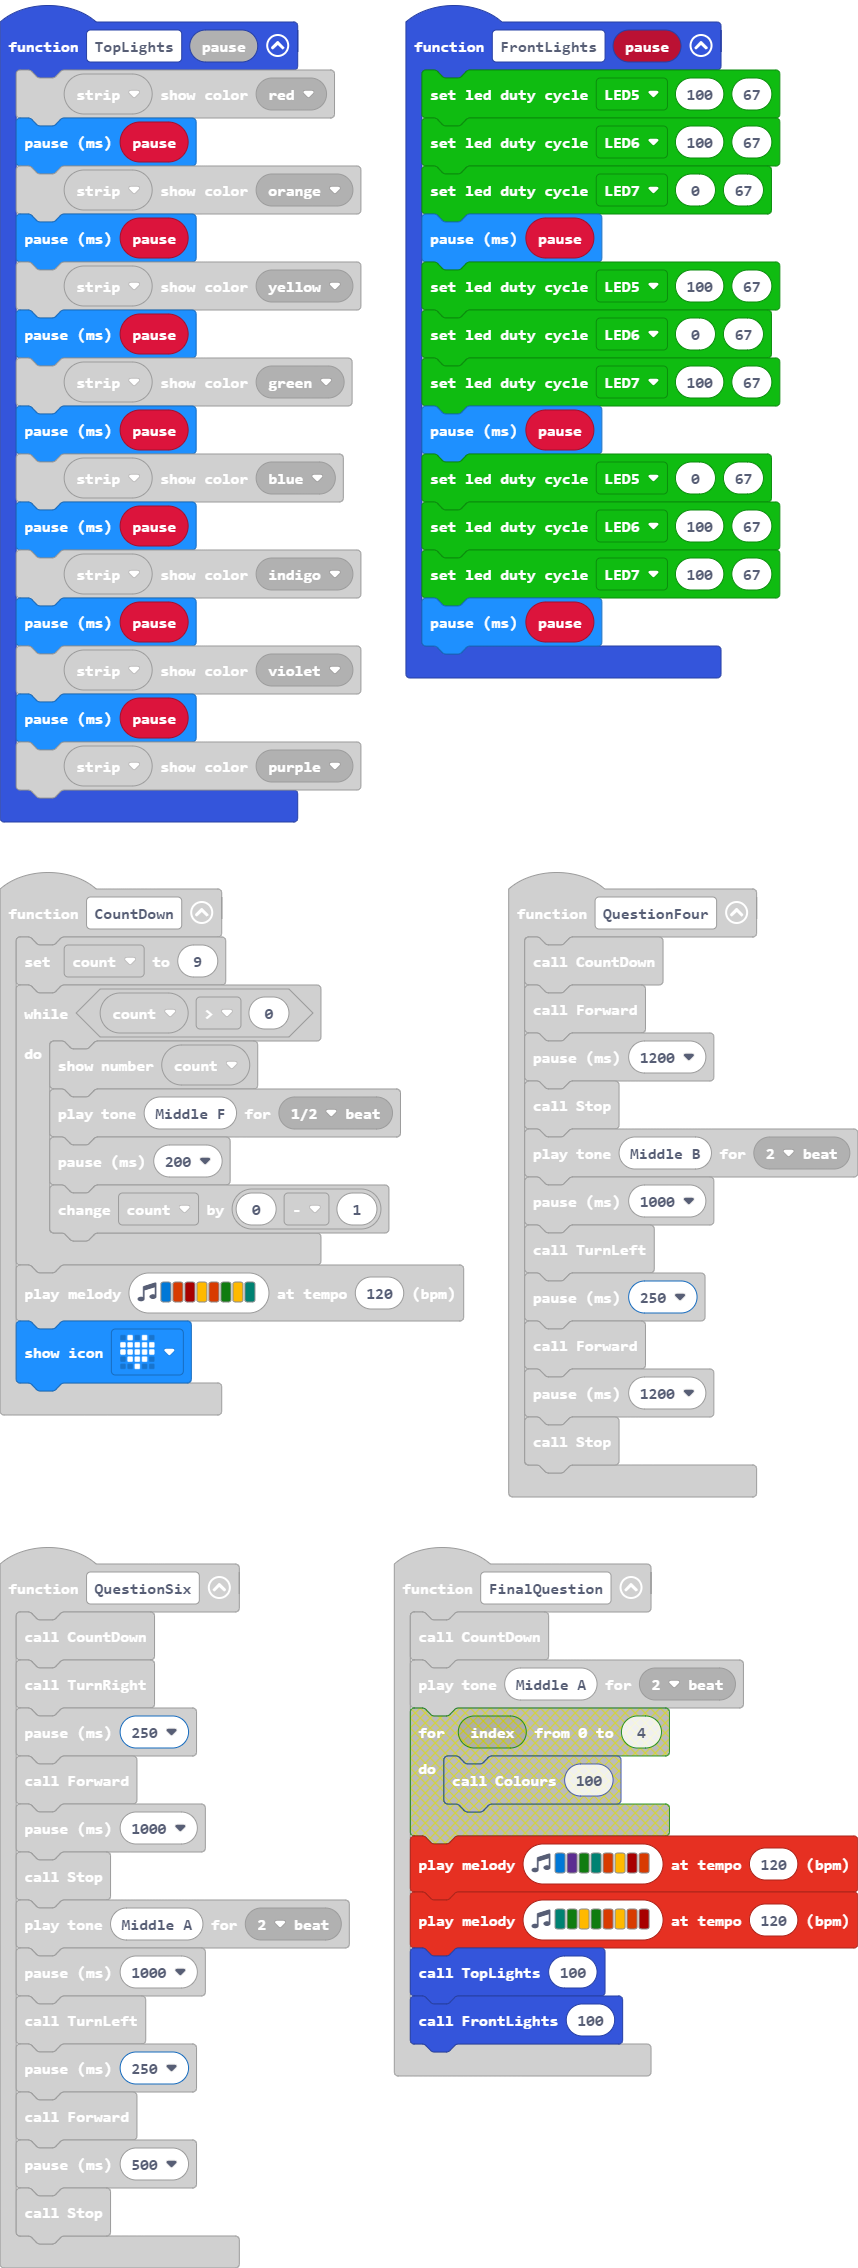 function TopLights pause
strip show color red
pause (ms) pause
strip show color orange
pause (ms) pause
strip show color yellow
pause (ms) pause
strip show color green
pause (ms) pause
strip show color blue
pause (ms) pause
strip show color indigo
pause (ms) pause
strip show color violet
pause (ms) pause
strip show color purple
function FrontLights pause
set led duty cycle LED5 100 67
set led duty cycle LED6 100 67
set led duty cycle LED7 0 67
pause (ms) pause
set led duty cycle LED5 100 67
set led duty cycle LED6 0 67
set led duty cycle LED7 100 67
pause (ms) pause
set led duty cycle LED5 0 67
set led duty cycle LED6 100 67
set led duty cycle LED7 100 67
pause (ms) pause
function CountDown
set count to 9
while count > 0
do
show number count
play tone Middle F for 1/2 beat
pause (ms) 200
change count by 0 - 1
play melody at tempo 120 (bpm)
show icon
function QuestionFour
call CountDown
call Forward
pause (ms) 1200
call Stop
play tone Middle B for 2 beat
pause (ms) 1000
call TurnLeft
pause (ms) 250
call Forward
pause (ms) 1200
call Stop
function QuestionSix
call CountDown
call TurnRight
pause (ms) 250
call Forward
pause (ms) 1000
call Stop
play tone Middle A for 2 beat
pause (ms) 1000
call TurnLeft
pause (ms) 250
call Forward
pause (ms) 500
call Stop
function FinalQuestion
call CountDown
play tone Middle A for 2 beat
for index from 0 to 4
do
call Colours 100
play melody at tempo 120 (bpm)
play melody at tempo 120 (bpm)
call TopLights 100
call FrontLights 100